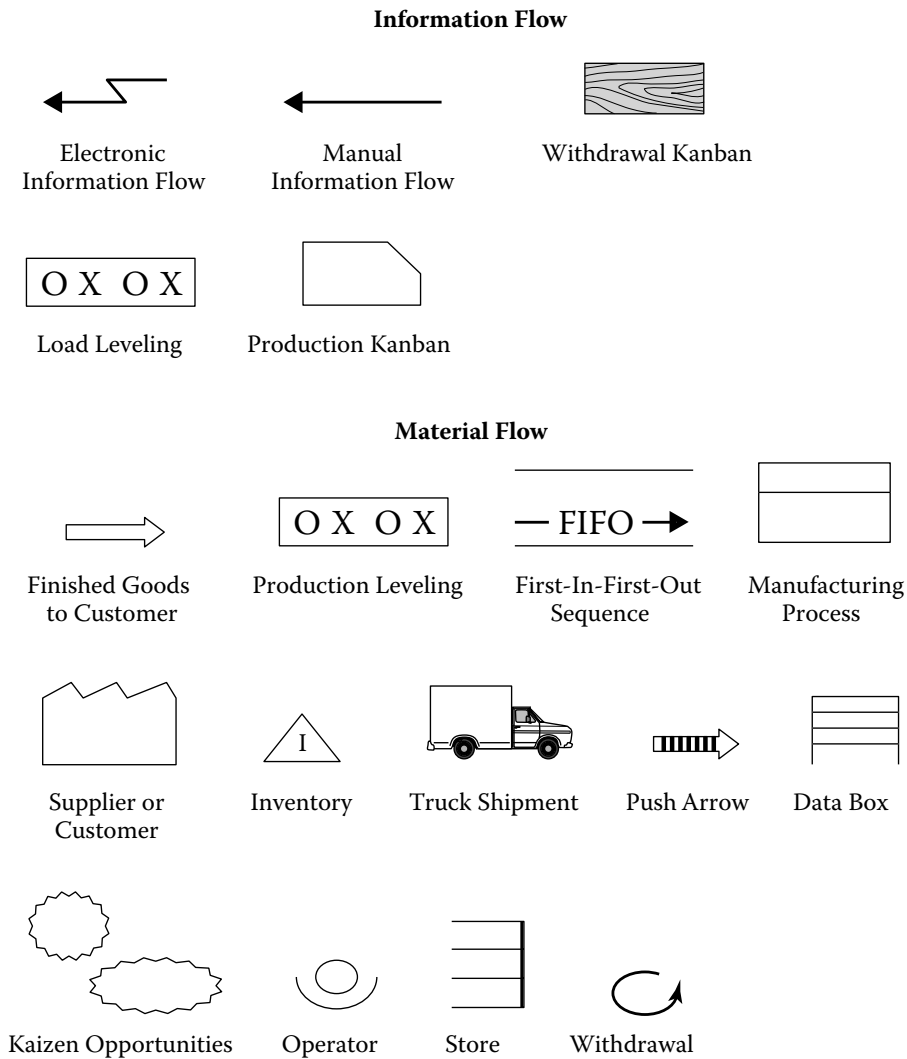 Information Flow
Electronic
Information Flow
Manual
Information Flow
Withdrawal Kanban
O X O X
Load Leveling
Production Kanban
Material Flow
O X O X
FIFO
Finished Goods
to Customer
Production Leveling
First-In-First-Out
Sequence
Manufacturing
Process
I
Supplier or
Customer
Inventory
Truck Shipment
Push Arrow
Data Box
Kaizen Opportunities
Operator
Store
Withdrawal